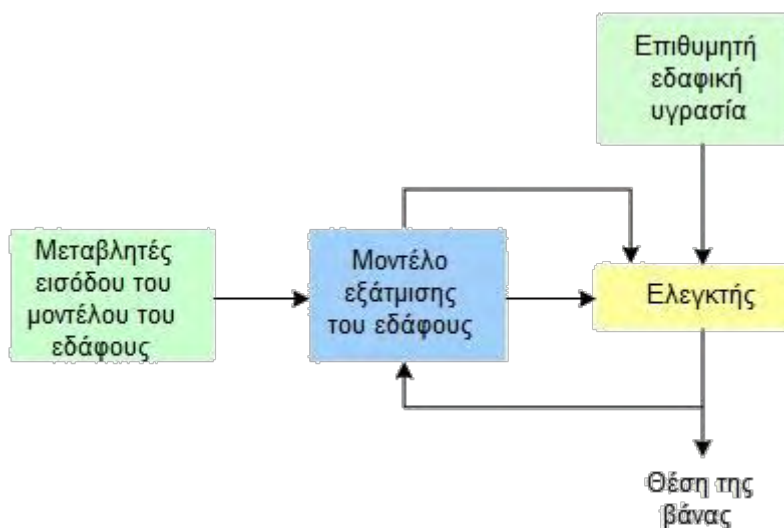 Επιθυμητή
εδαφική
υγρασία
Μεταβλητές
εισόδου του
μοντέλου του
εδάφους
Μοντέλο
εξάτμισης
του εδάφους
Ελεγκτής
Θέση της
βάνας